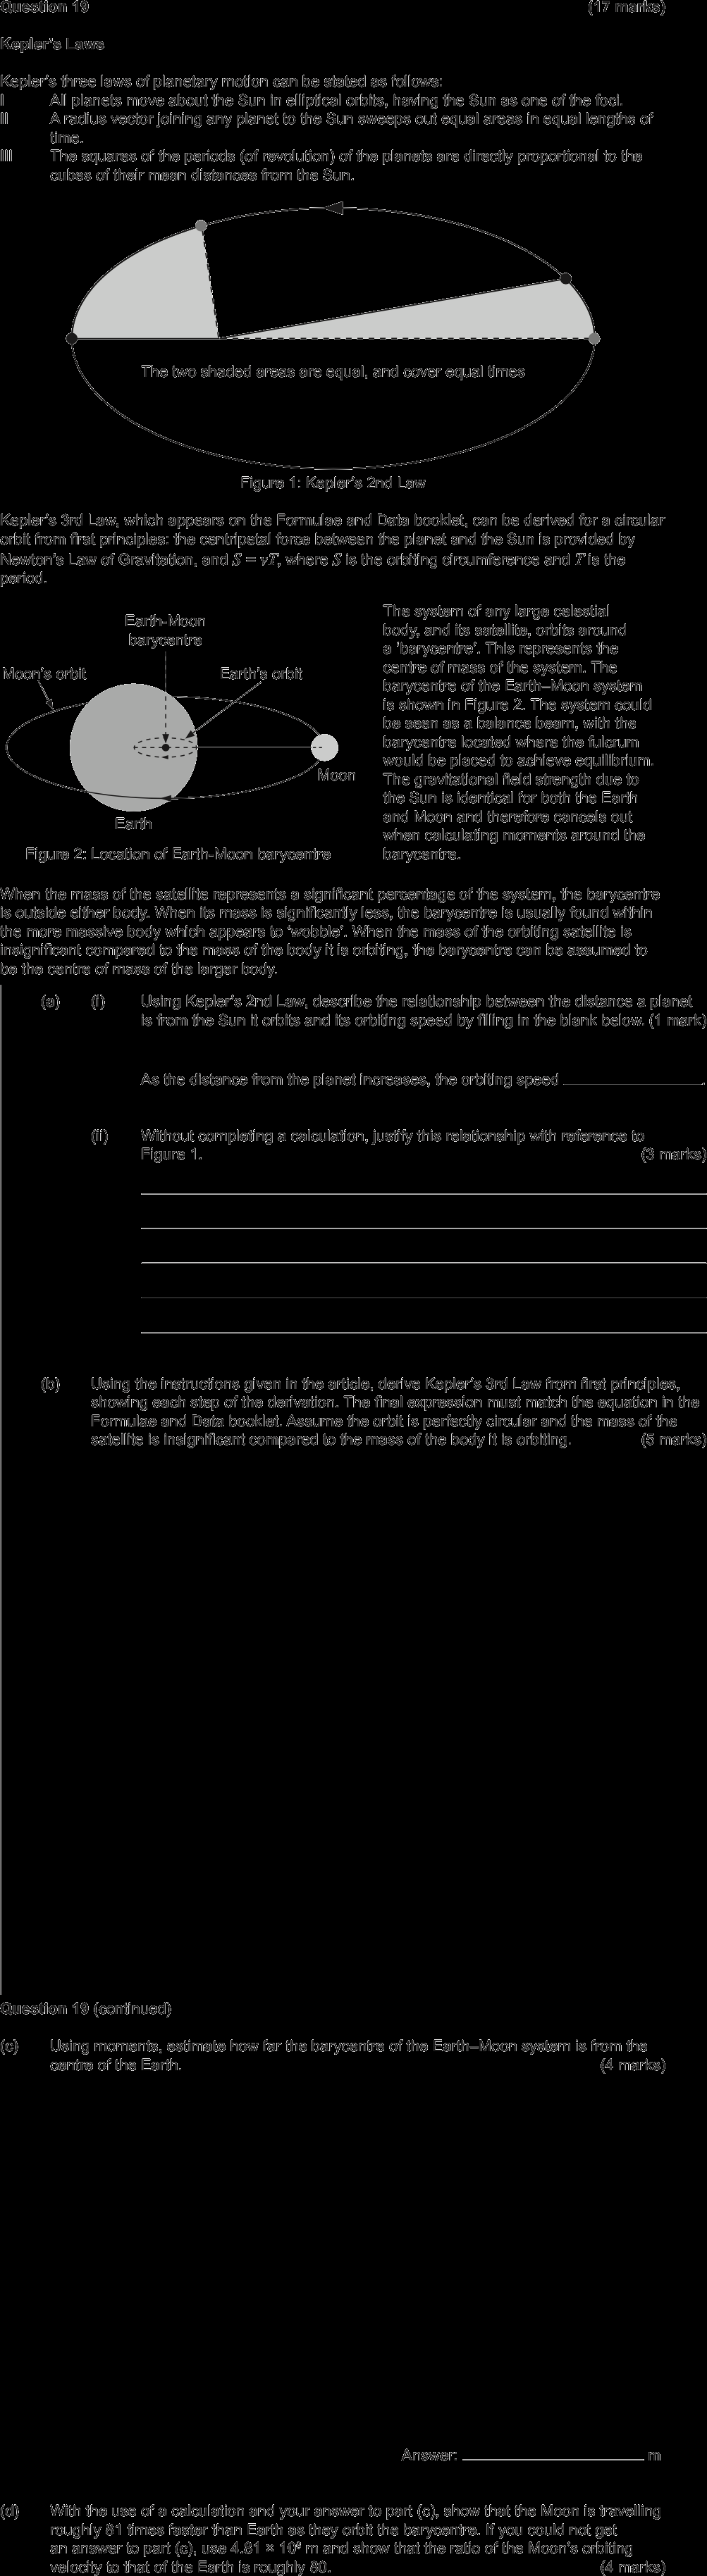 Question 19 (17 marks)
Kepler's Laws
Kepler's three laws of planetary motion can be stated as follows:
I All planets move about the Sun in elliptical orbits, having the Sun as one of the foci.
II A radius vector joining any planet to the Sun sweeps out equal areas in equal lengths of
time.
III The squares of the periods (of revolution) of the planets are directly proportional to the
cubes of their mean distances from the Sun.
The two shaded areas are equal, and cover equal times
Figure 1: Kepler's 2nd Law
Kepler's 3rd Law, which appears on the Formulae and Data booklet, can be derived for a circular
orbit from first principles: the centripetal force between the planet and the Sun is provided by
Newton's Law of Gravitation, and S = vT, where S is the orbiting circumference and T is the
period.
Earth-Moon
barycentre
Moon's orbit
Earth's orbit
Moon
Earth
Figure 2: Location of Earth-Moon barycentre
The system of any large celestial
body, and its satellite, orbits around
a 'barycentre'. This represents the
centre of mass of the system. The
barycentre of the Earth–Moon system
is shown in Figure 2. The system could
be seen as a balance beam, with the
barycentre located where the fulcrum
would be placed to achieve equilibrium.
The gravitational field strength due to
the Sun is identical for both the Earth
and Moon and therefore cancels out
when calculating moments around the
barycentre.
When the mass of the satellite represents a significant percentage of the system, the barycentre
is outside either body. When its mass is significantly less, the barycentre is usually found within
the more massive body which appears to 'wobble'. When the mass of the orbiting satellite is
insignificant compared to the mass of the body it is orbiting, the barycentre can be assumed to
be the centre of mass of the larger body.
(a) (i) Using Kepler's 2nd Law, describe the relationship between the distance a planet
is from the Sun it orbits and its orbiting speed by filling in the blank below. (1 mark)
As the distance from the planet increases, the orbiting speed ____________.
(ii) Without completing a calculation, justify this relationship with reference to
Figure 1. (3 marks)
(b) Using the instructions given in the article, derive Kepler's 3rd Law from first principles,
showing each step of the derivation. The final expression must match the equation in the
Formulae and Data booklet. Assume the orbit is perfectly circular and the mass of the
satellite is insignificant compared to the mass of the body it is orbiting. (5 marks)
Question 19 (continued)
(c) Using moments, estimate how far the barycentre of the Earth–Moon system is from the
centre of the Earth. (4 marks)
Answer: ____________ m
(d) With the use of a calculation and your answer to part (c), show that the Moon is travelling
roughly 81 times faster than Earth as they orbit the barycentre. If you could not get
an answer to part (c), use 4.81 × 10⁶ m and show that the ratio of the Moon's orbiting
velocity to that of the Earth is roughly 80. (4 marks)